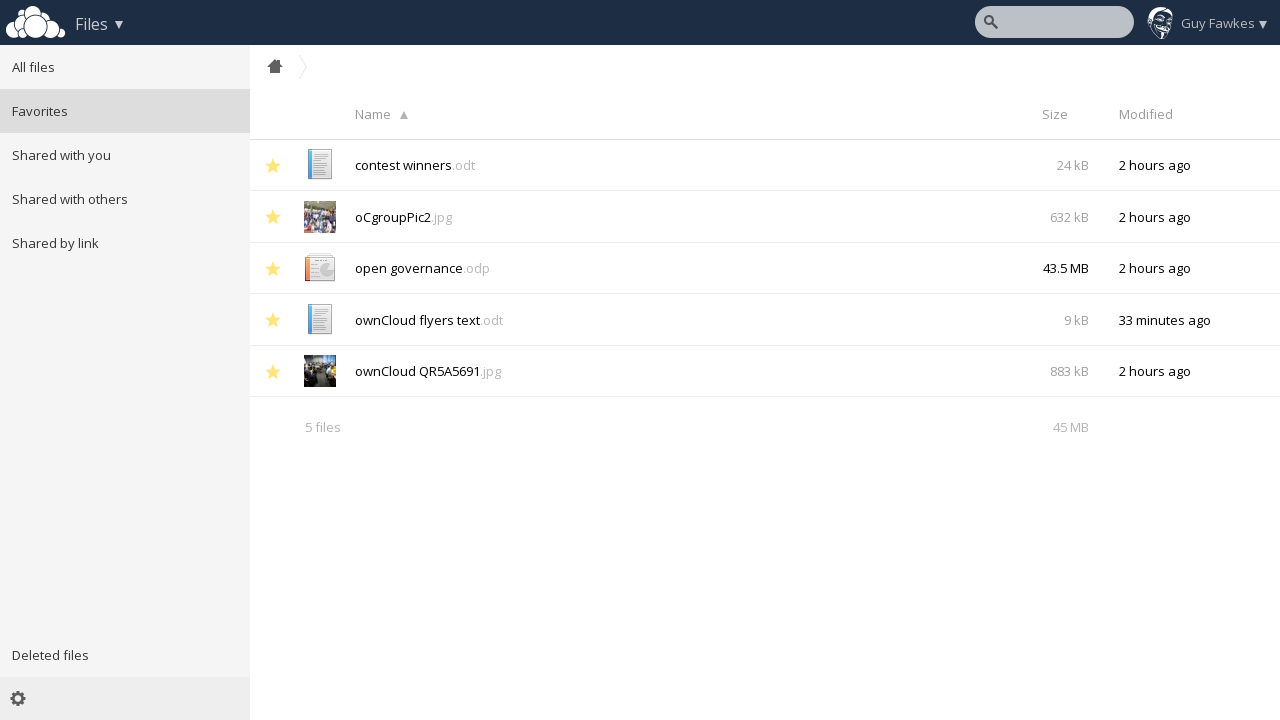 Files ▼
Guy Fawkes ▼
All files
Favorites
Shared with you
Shared with others
Shared by link
Deleted files
Name ▲ Size Modified
contest winners.odt 24 kB 2 hours ago
oCgroupPic2.jpg 632 kB 2 hours ago
open governance.odp 43.5 MB 2 hours ago
ownCloud flyers text.odt 9 kB 33 minutes ago
ownCloud QR5A5691.jpg 883 kB 2 hours ago
5 files 45 MB